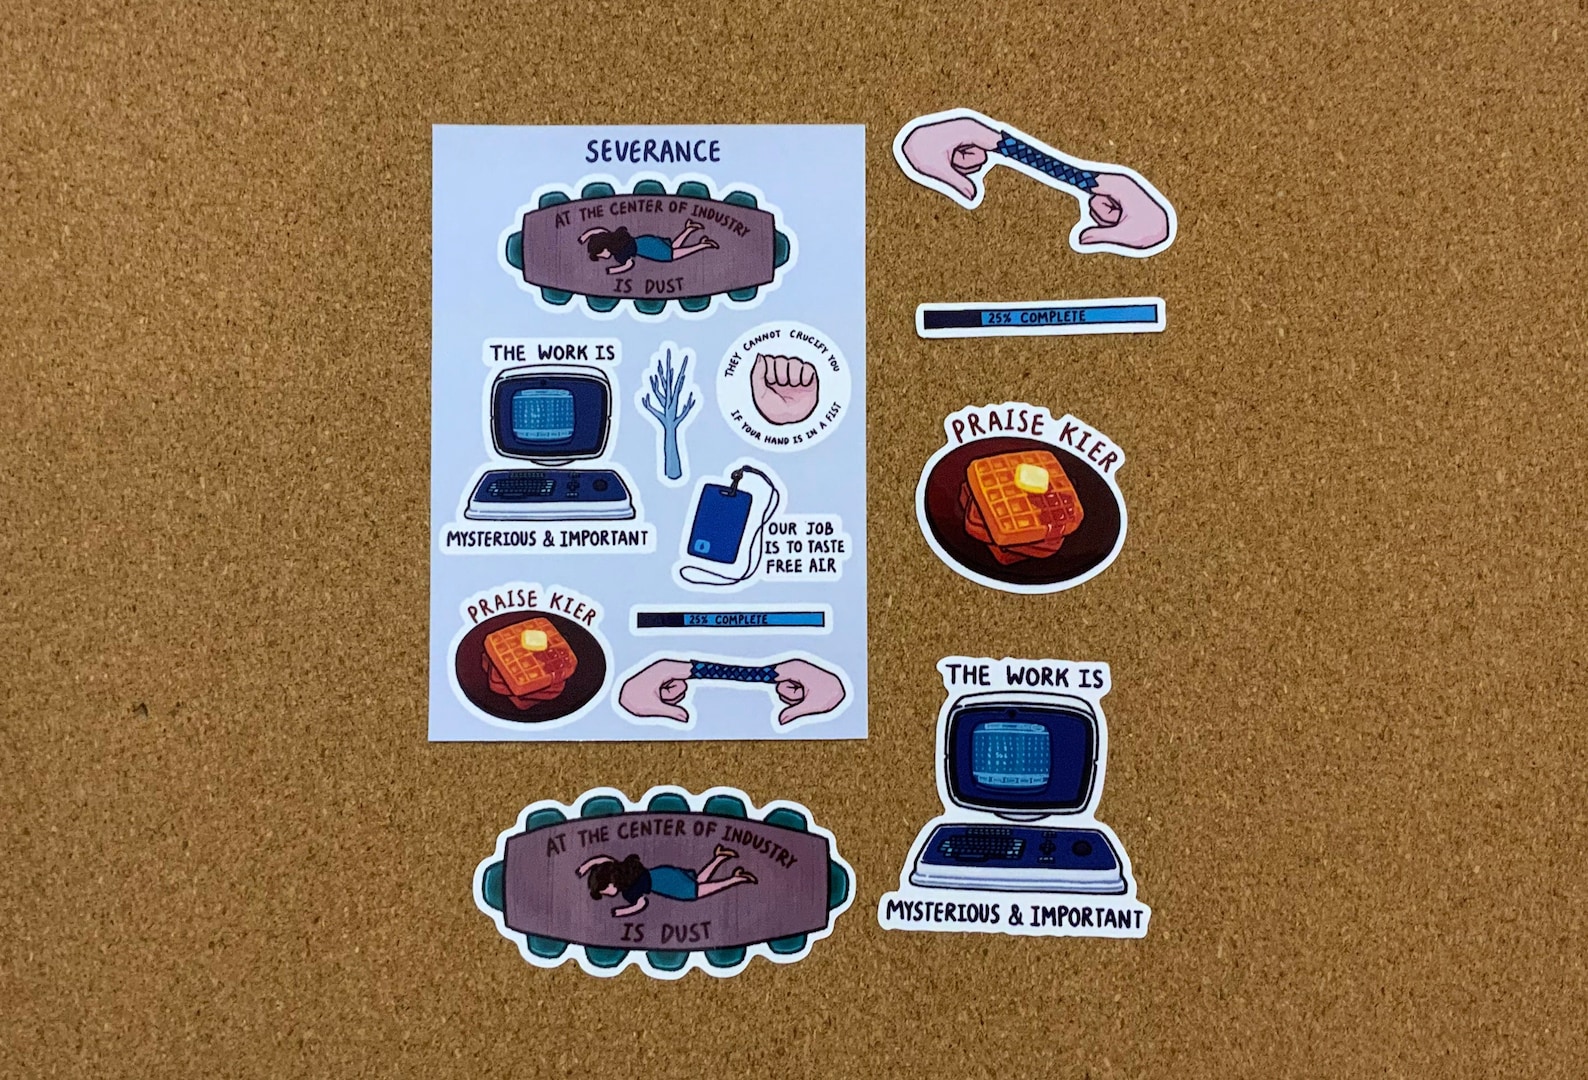 SEVERANCE
AT THE CENTER OF INDUSTRY
IS DUST
THE WORK IS
MYSTERIOUS & IMPORTANT
THEY CANNOT CRUCIFY YOU
IF YOUR HAND IS IN A FIST
OUR JOB
IS TO TASTE
FREE AIR
PRAISE KIER
25% COMPLETE
25% COMPLETE
PRAISE KIER
THE WORK IS
MYSTERIOUS & IMPORTANT
AT THE CENTER OF INDUSTRY
IS DUST